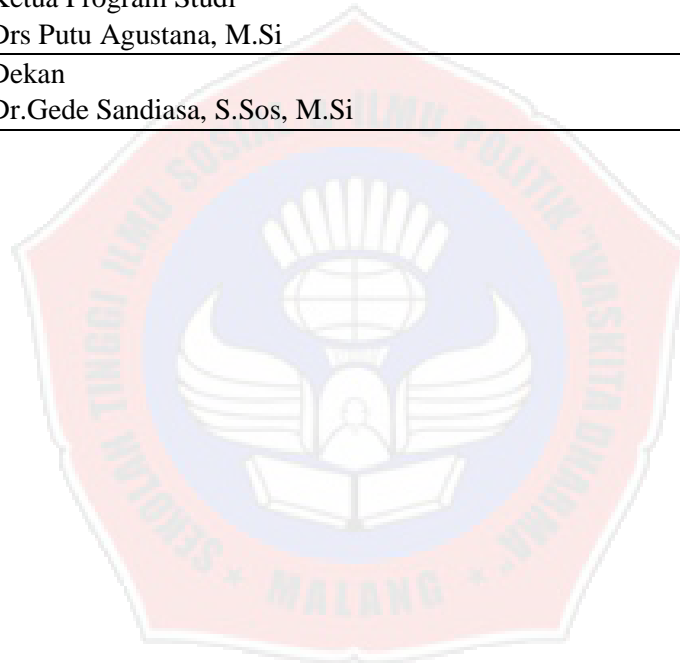 Ketua Program Studi
Drs Putu Agustana, M.Si
Dekan
Dr.Gede Sandiasa, S.Sos, M.Si
SEKOLAH TINGGI ILMU SOSIAL & ILMU POLITIK "WASKITA DHARMA"
* MALANG *